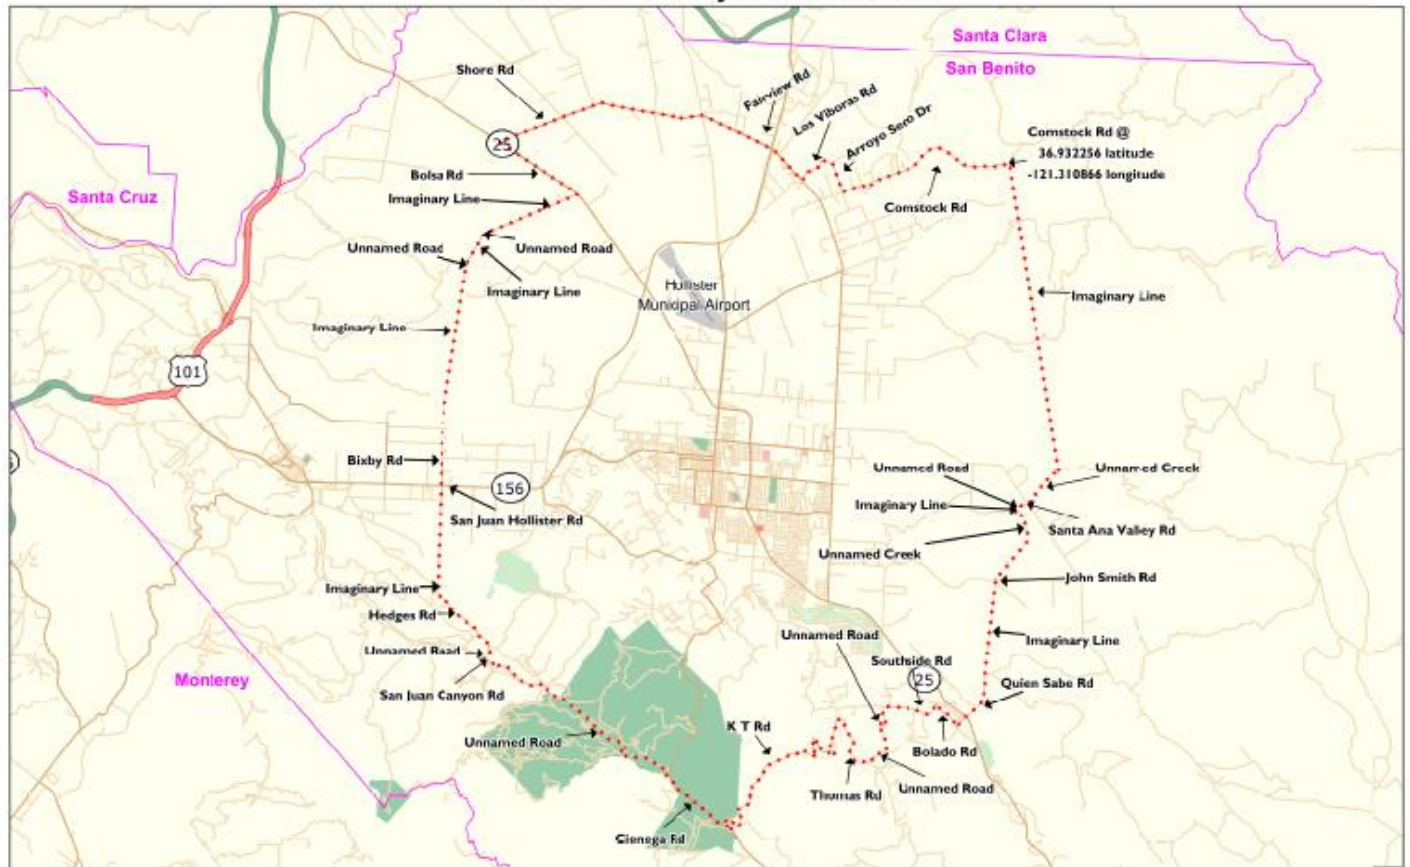 Santa Clara
San Benito
Shore Rd
Fairview Rd
Los Viboras Rd
Arroyo Seco Dr
Comstock Rd @
36.932256 latitude
-121.310866 longitude
25
Bolsa Rd
Imaginary Line
Santa Cruz
Comstock Rd
Unnamed Road
Unnamed Road
Imaginary Line
Hollister
Municipal Airport
Imaginary Line
Imaginary Line
101
Bixby Rd
156
San Juan Hollister Rd
Unnamed Road
Unnamed Creek
Imaginary Line
Santa Ana Valley Rd
Unnamed Creek
John Smith Rd
Imaginary Line
Hedges Rd
Unnamed Road
Imaginary Line
Unnamed Road
Southside Rd
25
Monterey
San Juan Canyon Rd
Quien Sabe Rd
K T Rd
Unnamed Road
Bolado Rd
Thomas Rd
Unnamed Road
Cienega Rd